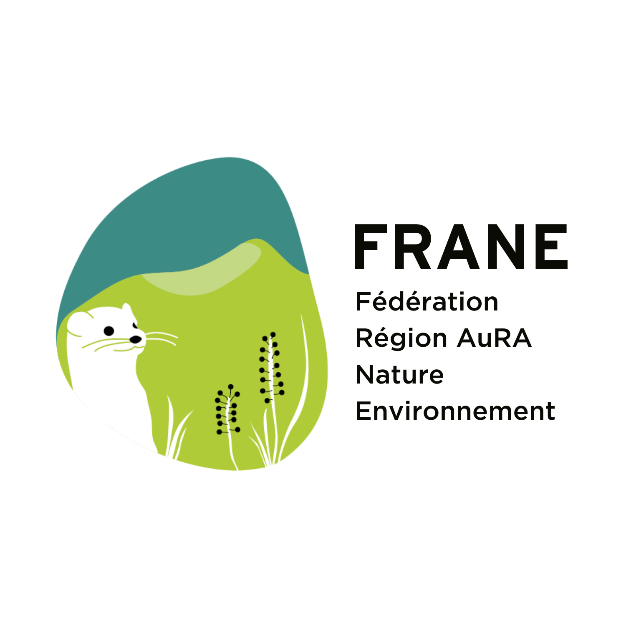 FRANE
Fédération
Région AuRA
Nature
Environnement